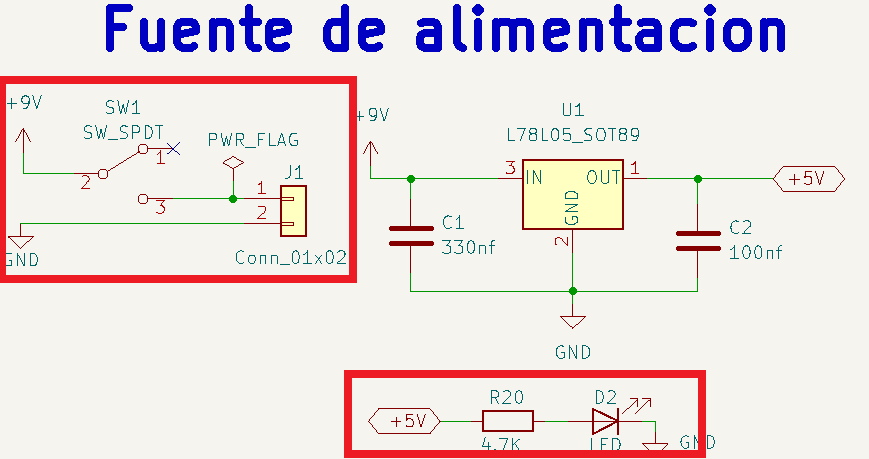 Fuente de alimentacion
+9V
SW1
SW_SPDT
1
2
3
PWR_FLAG
J1
1
2
GND
Conn_01x02
+9V
U1
L78L05_SOT89
3
IN
OUT
1
GND
2
+5V
C1
330nf
C2
100nf
GND
+5V
R20
4.7K
D2
LED
GND